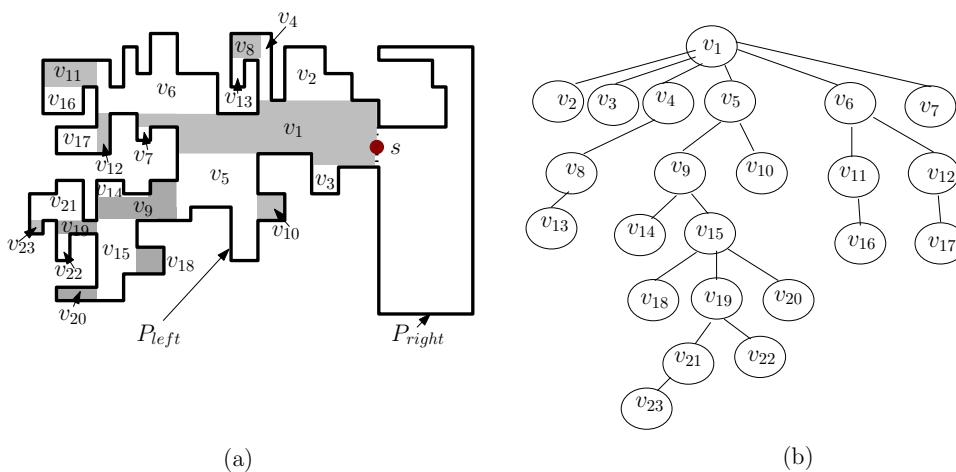 v4
v8
v2
v11
v6
v16
v13
v1
s
v17
v7
v12
v5
v3
v14
v21
v9
v19
v10
v23
v15
v22
v18
v20
Pleft
Pright
(a)
v1
v2 v3 v4 v5 v6 v7
v8 v9 v10 v11 v12
v13 v14 v15 v16 v17
v18 v19 v20
v21 v22
v23
(b)